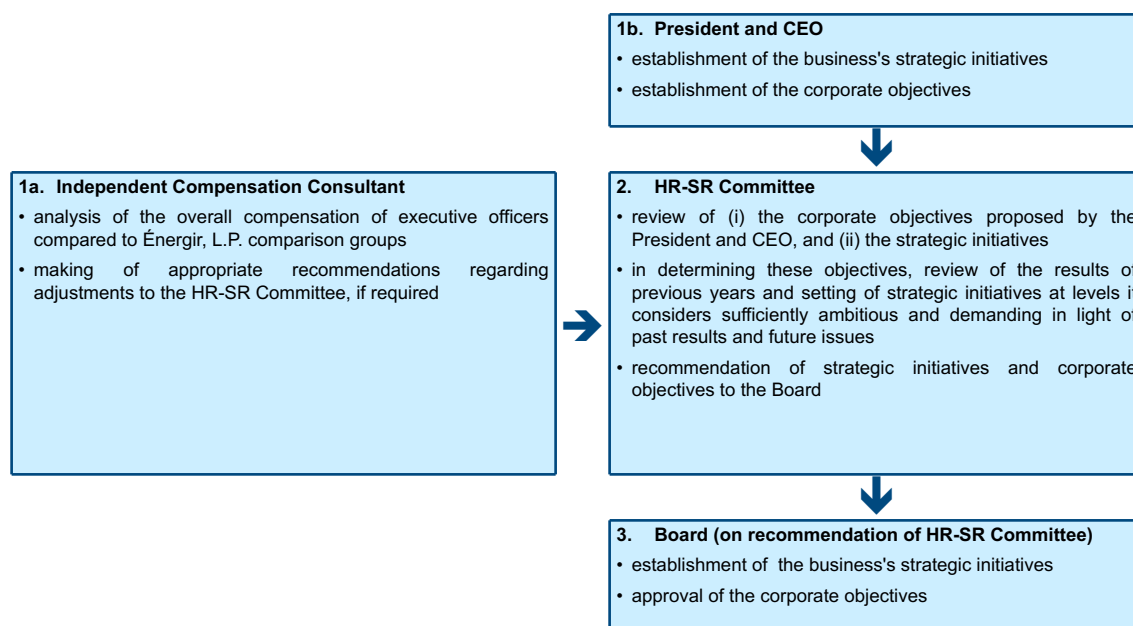 1b. President and CEO
• establishment of the business's strategic initiatives
• establishment of the corporate objectives
1a. Independent Compensation Consultant
• analysis of the overall compensation of executive officers
compared to Énergir, L.P. comparison groups
• making of appropriate recommendations regarding
adjustments to the HR-SR Committee, if required
2. HR-SR Committee
• review of (i) the corporate objectives proposed by the
President and CEO, and (ii) the strategic initiatives
• in determining these objectives, review of the results of
previous years and setting of strategic initiatives at levels it
considers sufficiently ambitious and demanding in light of
past results and future issues
• recommendation of strategic initiatives and corporate
objectives to the Board
3. Board (on recommendation of HR-SR Committee)
• establishment of the business's strategic initiatives
• approval of the corporate objectives